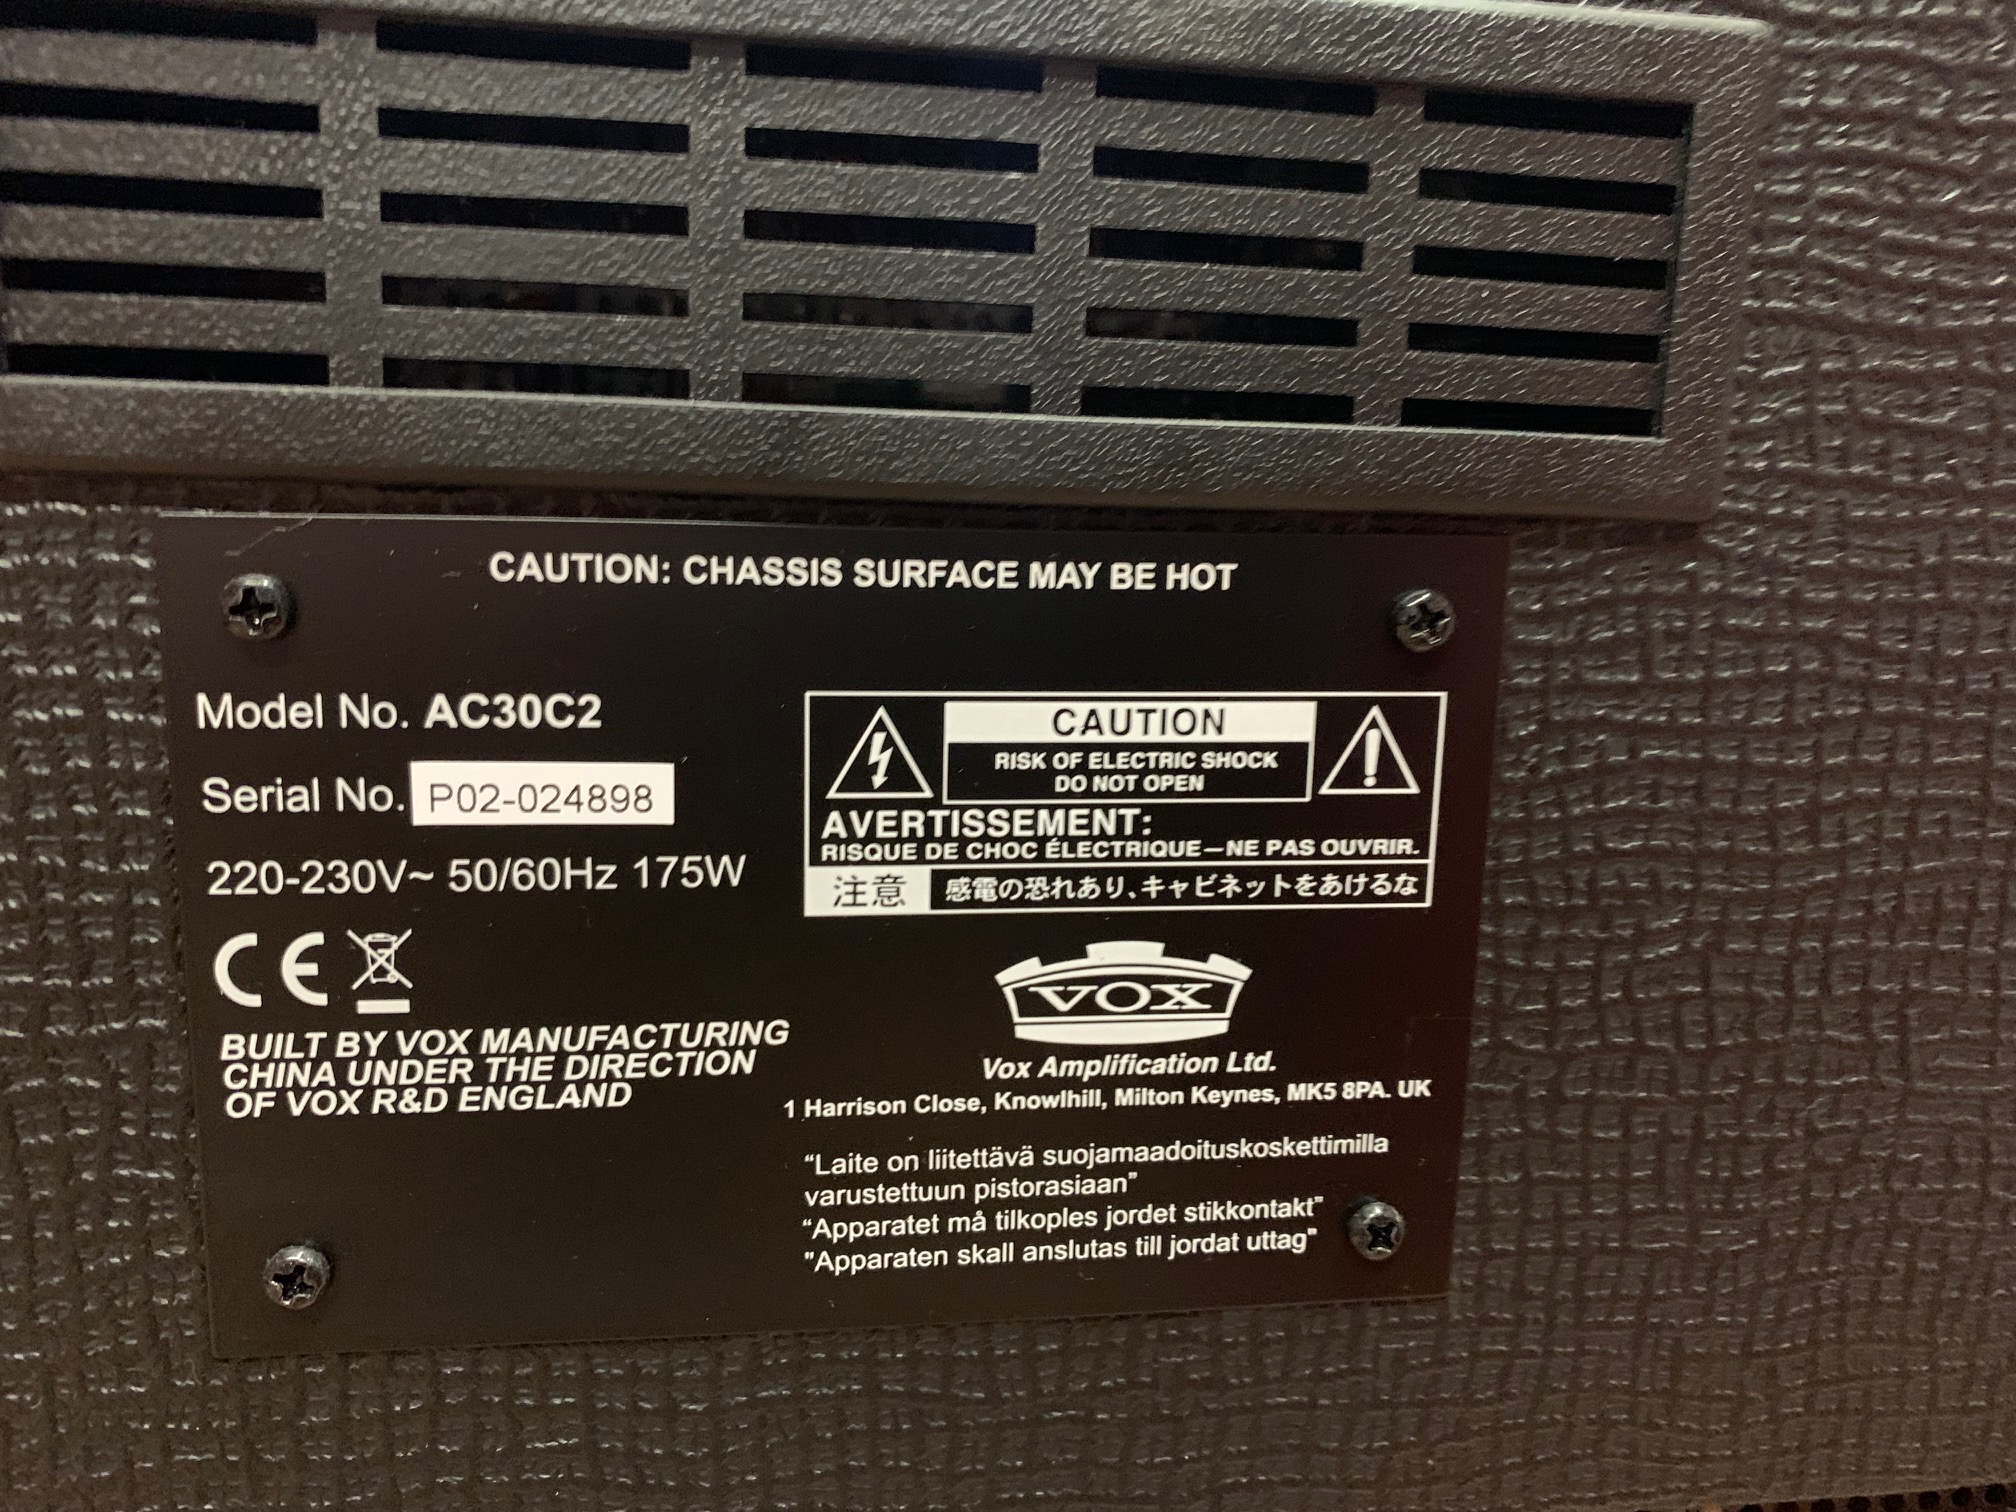 CAUTION: CHASSIS SURFACE MAY BE HOT
Model No. AC30C2
Serial No. P02-024898
220-230V~ 50/60Hz 175W
CE
BUILT BY VOX MANUFACTURING
CHINA UNDER THE DIRECTION
OF VOX R&D ENGLAND
CAUTION
RISK OF ELECTRIC SHOCK
DO NOT OPEN
AVERTISSEMENT:
RISQUE DE CHOC ÉLECTRIQUE—NE PAS OUVRIR.
注意 感電の恐れあり、キャビネットをあけるな
VOX
Vox Amplification Ltd.
1 Harrison Close, Knowlhill, Milton Keynes, MK5 8PA. UK
“Laite on liitettävä suojamaadoituskoskettimilla
varustettuun pistorasiaan”
“Apparatet må tilkoples jordet stikkontakt”
"Apparaten skall anslutas till jordat uttag"